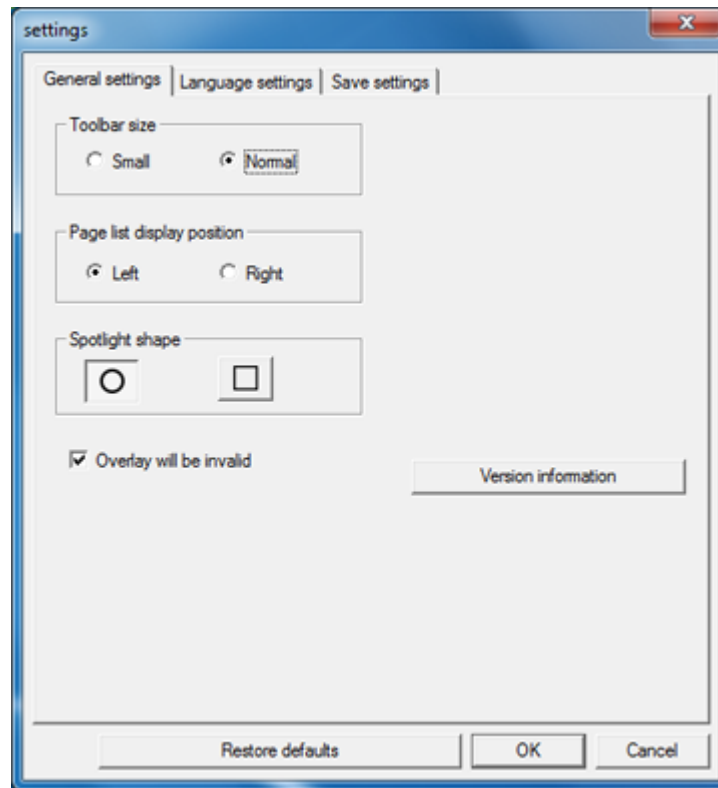 settings
General settings Language settings Save settings
Toolbar size
Small Normal
Page list display position
Left Right
Spotlight shape
Overlay will be invalid
Version information
Restore defaults OK Cancel